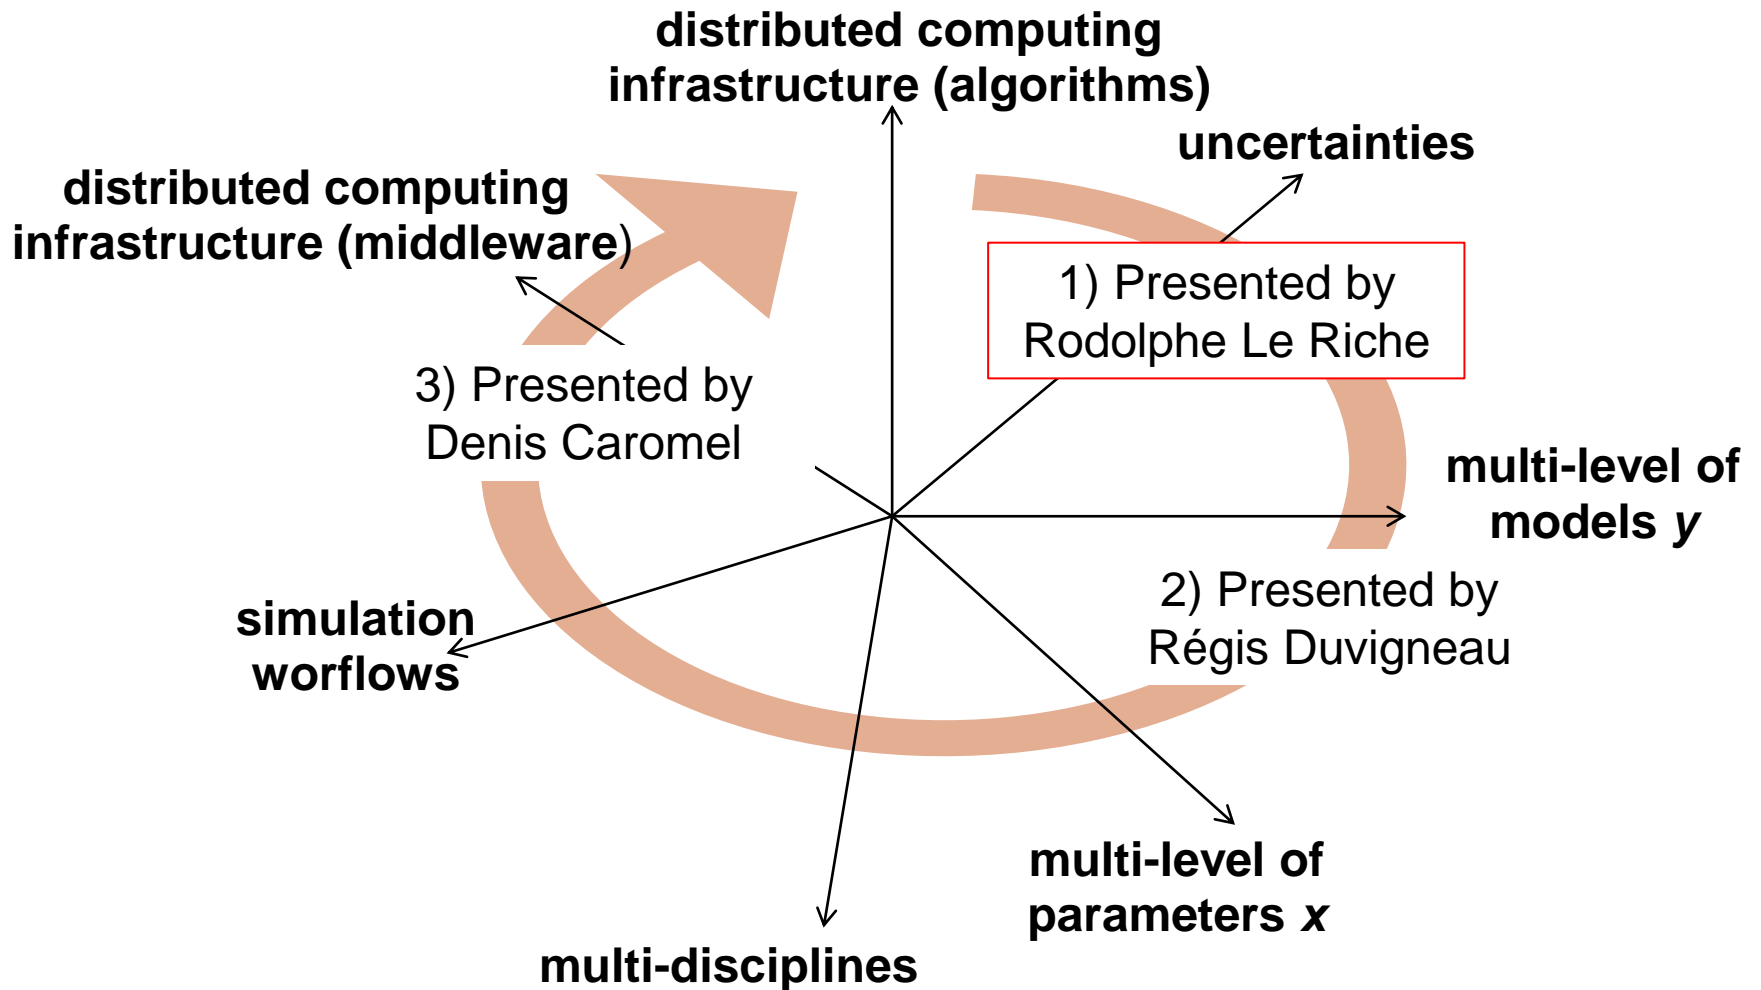 distributed computing
infrastructure (algorithms)
uncertainties
distributed computing
infrastructure (middleware)
1) Presented by
Rodolphe Le Riche
3) Presented by
Denis Caromel
multi-level of
models y
2) Presented by
Régis Duvigneau
simulation
worflows
multi-level of
parameters x
multi-disciplines